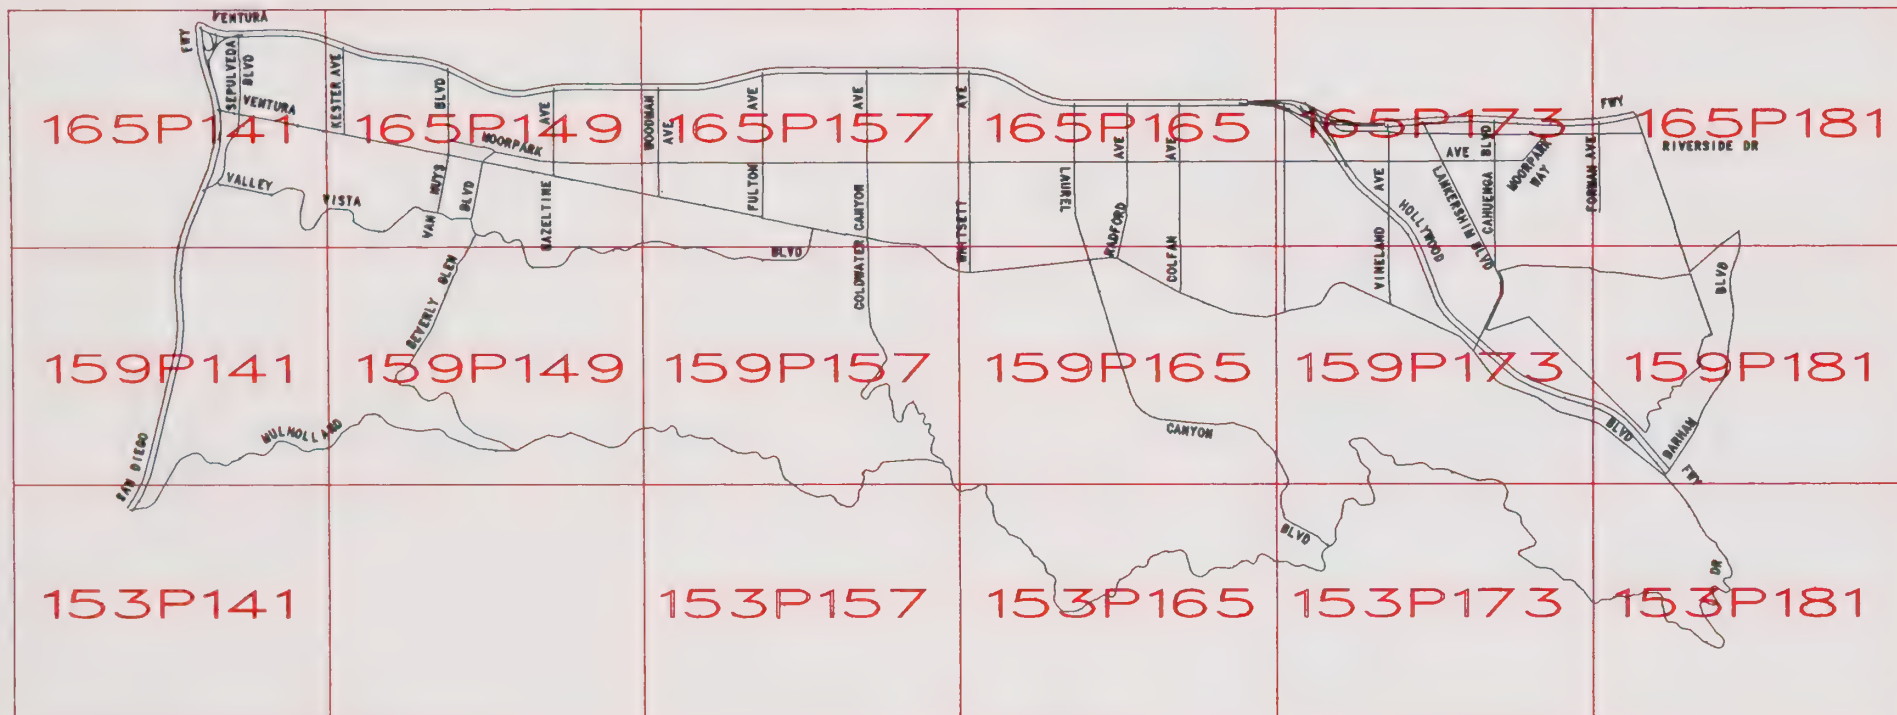 VENTURA
FWY
SEPULVEDA
BLVD
VENTURA
KESTER AVE
BLVD
AVE
WOODMAN
AVE
AVE
AVE
AVE
FWY
165P141
165P149
165P157
165P165
165P173
165P181
MOORPARK
AVE
AVE
AVE
AVE
CAHUENGA BLVD
MOORPARK
WAY
FORMAN AVE
RIVERSIDE DR
VALLEY
VISTA
VAN NUYS
BLVD
HAZELTINE
FULTON
COLDWATER CANYON
WHITSETT
LAUREL
RADFORD
COLFAX
VINELAND
HOLLYWOOD
LANKERSHIM BLVD
BLVD
BLVD
BEVERLY GLEN
159P141
159P149
159P157
159P165
159P173
159P181
MULHOLLAND
CANYON
BLVD
BARHAM
SAN DIEGO
FWY
BLVD
DR
153P141
153P157
153P165
153P173
153P181